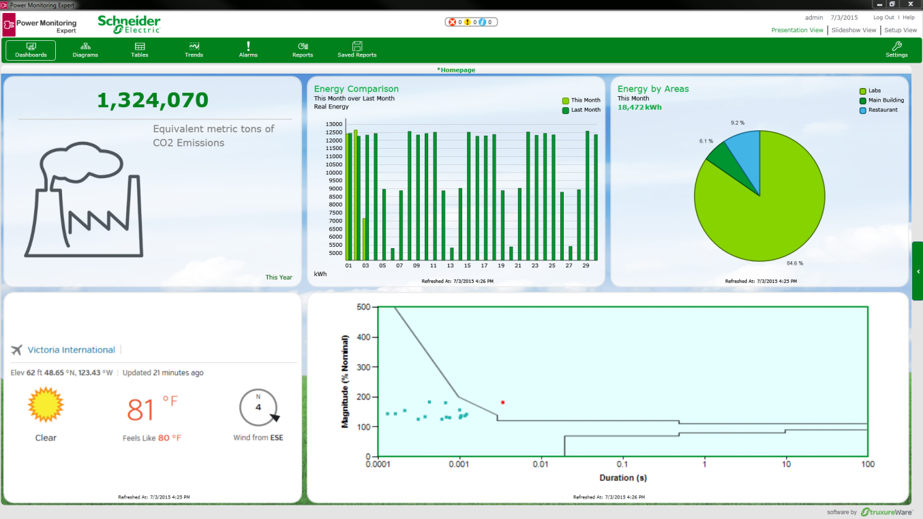 Power Monitoring Expert
Power Monitoring
Expert
Schneider
Electric
0 0 0
admin 7/3/2015 Log Out | Help
Presentation View | Slideshow View | Setup View
Dashboards
Diagrams
Tables
Trends
Alarms
Reports
Saved Reports
Settings
*Homepage
1,324,070
Equivalent metric tons of
CO2 Emissions
This Year
Energy Comparison
This Month over Last Month
Real Energy
This Month
Last Month
13000
12500
12000
11500
11000
10500
10000
9500
9000
8500
8000
7500
7000
6500
6000
5500
5000
01 03 05 07 09 11 13 15 17 19 21 23 25 27 29
kWh
Refreshed At: 7/3/2015 4:26 PM
Energy by Areas
This Month
18,472 kWh
Labs
Main Building
Restaurant
9.2 %
6.1 %
84.6 %
Refreshed At: 7/3/2015 4:25 PM
Victoria International
Elev 62 ft 48.65 °N, 123.43 °W | Updated 21 minutes ago
Clear
81 °F
Feels Like 80 °F
N
4
Wind from ESE
Refreshed At: 7/3/2015 4:25 PM
Magnitude (% Nominal)
500
400
300
200
100
0
0.0001 0.001 0.01 0.1 1 10 100
Duration (s)
Refreshed At: 7/3/2015 4:26 PM
software by StruxureWare